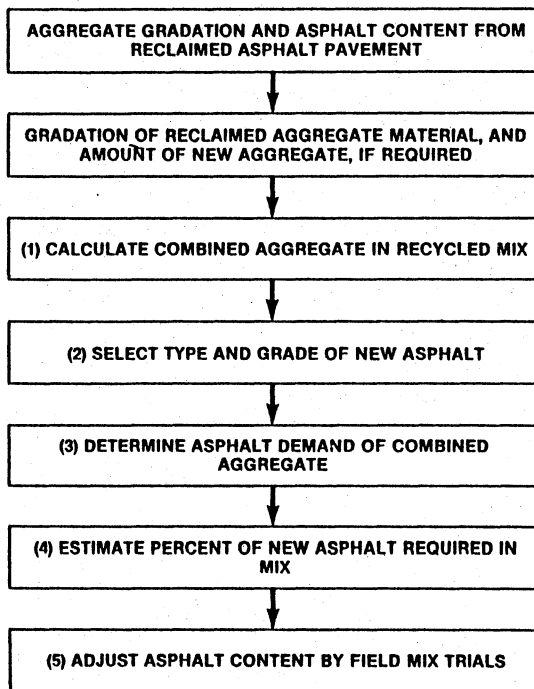 AGGREGATE GRADATION AND ASPHALT CONTENT FROM
RECLAIMED ASPHALT PAVEMENT
GRADATION OF RECLAIMED AGGREGATE MATERIAL, AND
AMOUNT OF NEW AGGREGATE, IF REQUIRED
(1) CALCULATE COMBINED AGGREGATE IN RECYCLED MIX
(2) SELECT TYPE AND GRADE OF NEW ASPHALT
(3) DETERMINE ASPHALT DEMAND OF COMBINED
AGGREGATE
(4) ESTIMATE PERCENT OF NEW ASPHALT REQUIRED IN
MIX
(5) ADJUST ASPHALT CONTENT BY FIELD MIX TRIALS